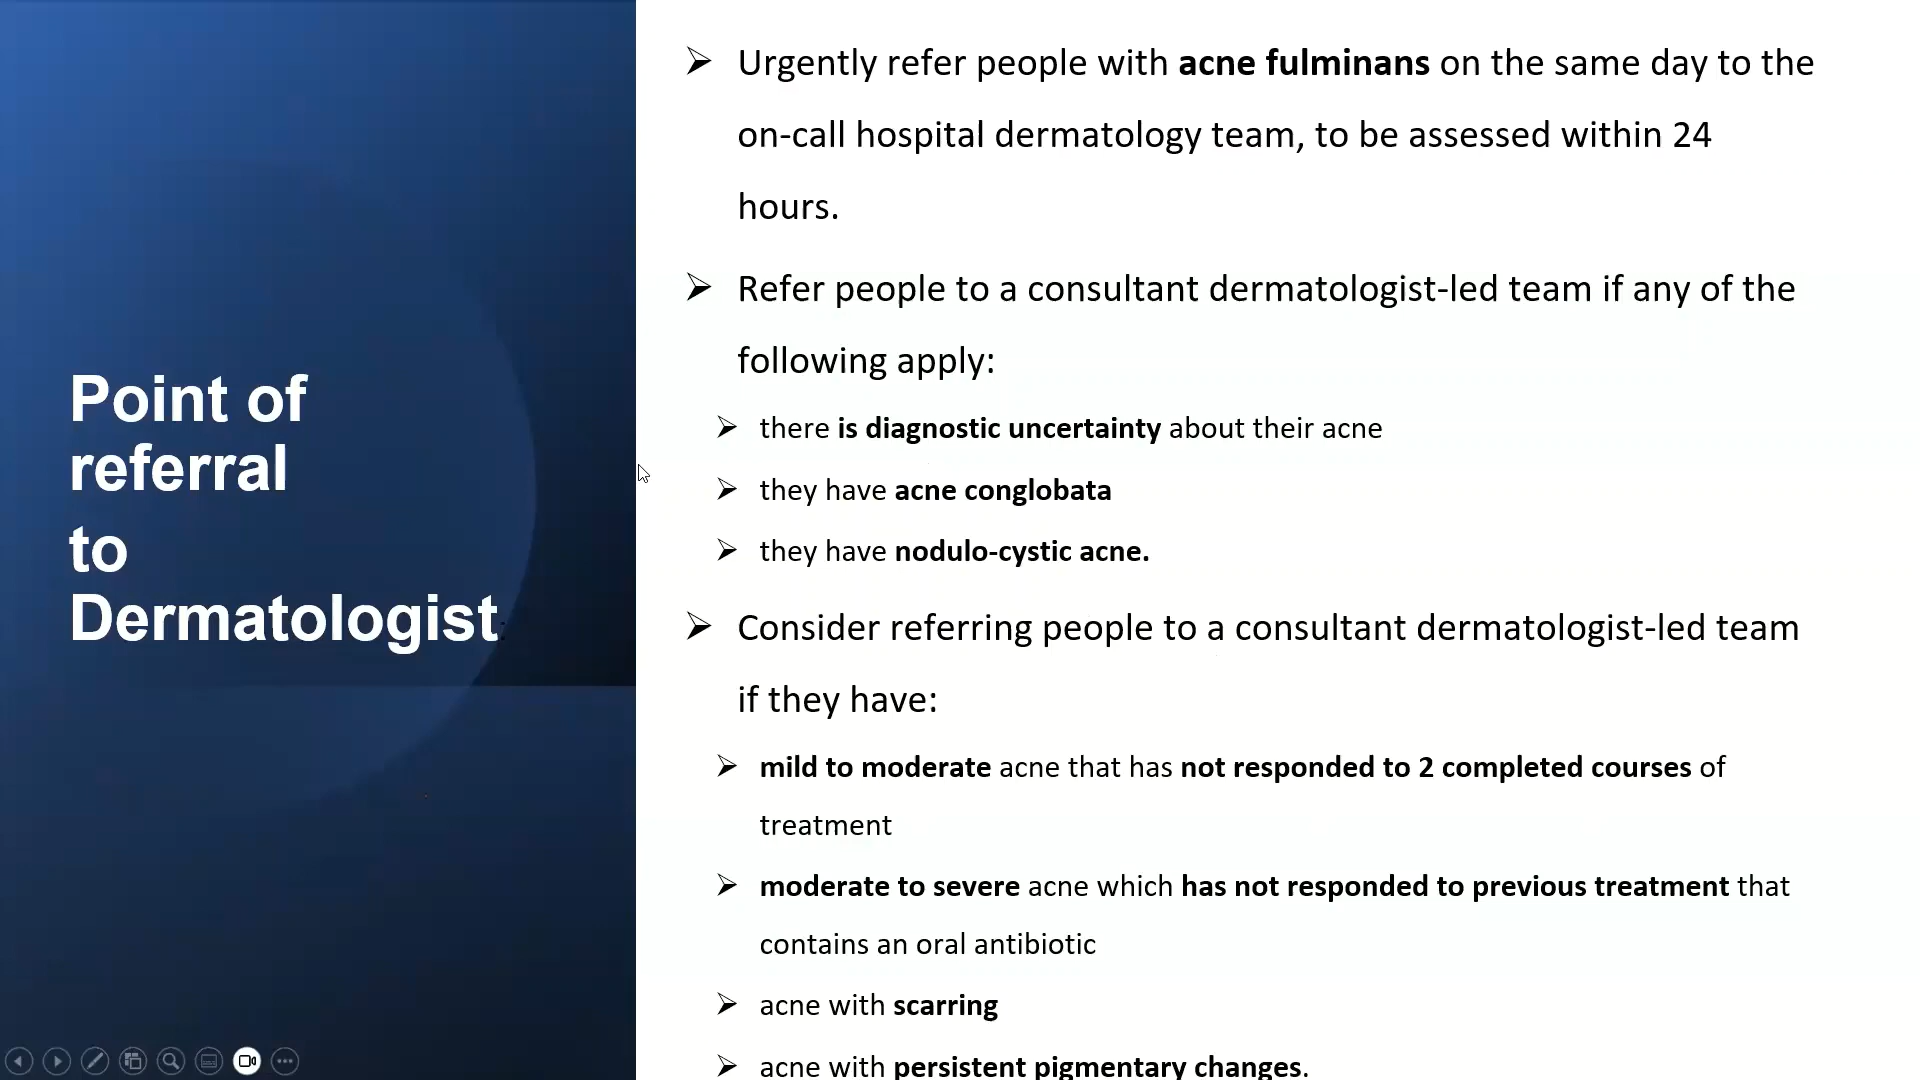 Point of
referral
to
Dermatologist:
➢ Urgently refer people with acne fulminans on the same day to the
on-call hospital dermatology team, to be assessed within 24
hours.
➢ Refer people to a consultant dermatologist-led team if any of the
following apply:
➢ there is diagnostic uncertainty about their acne
➢ they have acne conglobata
➢ they have nodulo-cystic acne.
➢ Consider referring people to a consultant dermatologist-led team
if they have:
➢ mild to moderate acne that has not responded to 2 completed courses of
treatment
➢ moderate to severe acne which has not responded to previous treatment that
contains an oral antibiotic
➢ acne with scarring
➢ acne with persistent pigmentary changes.